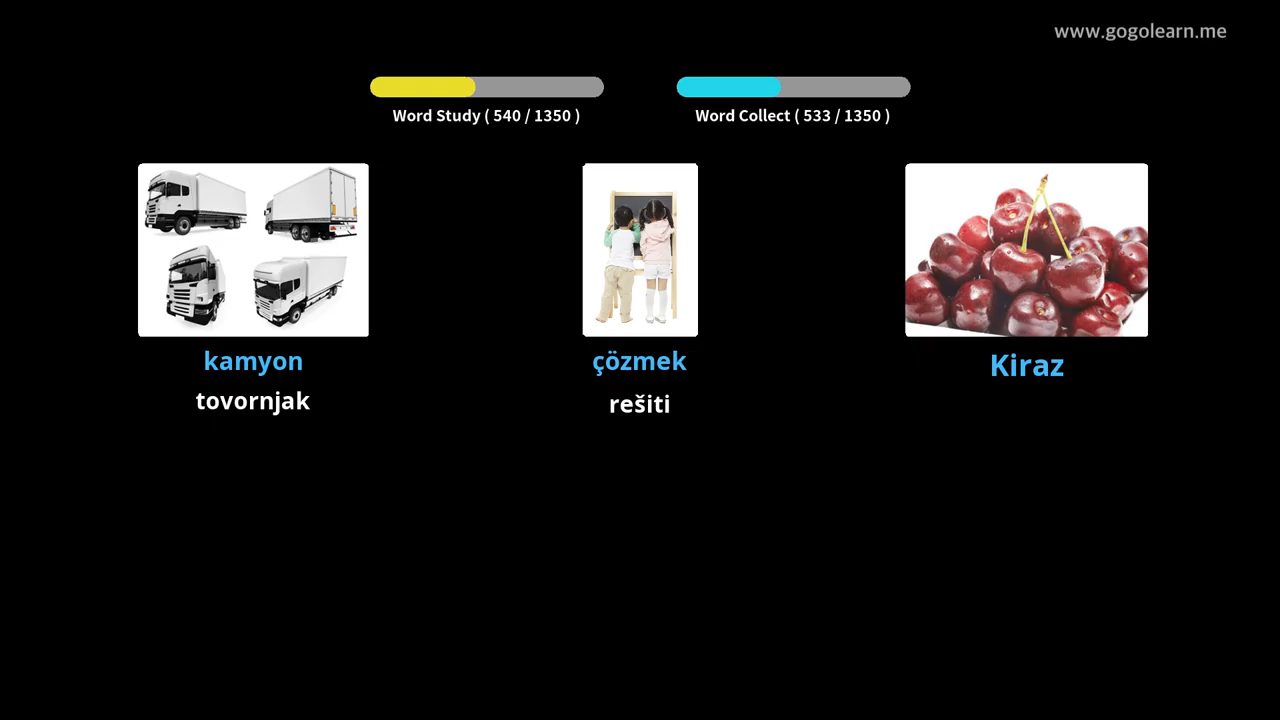 www.gogolearn.me
Word Study ( 540 / 1350 )
Word Collect ( 533 / 1350 )
kamyon
tovornjak
çözmek
rešiti
Kiraz